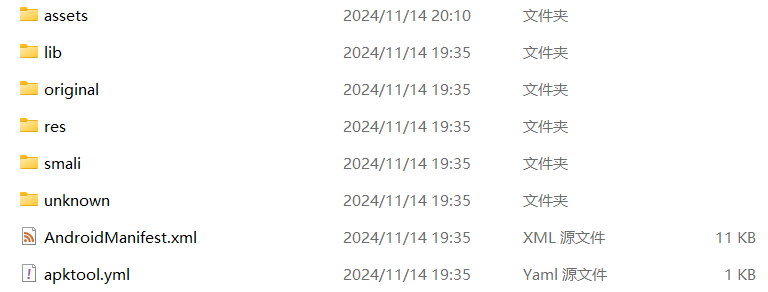 assets 2024/11/14 20:10 文件夹
lib 2024/11/14 19:35 文件夹
original 2024/11/14 19:35 文件夹
res 2024/11/14 19:35 文件夹
smali 2024/11/14 19:35 文件夹
unknown 2024/11/14 19:35 文件夹
AndroidManifest.xml 2024/11/14 19:35 XML 源文件 11 KB
apktool.yml 2024/11/14 19:35 Yaml 源文件 1 KB